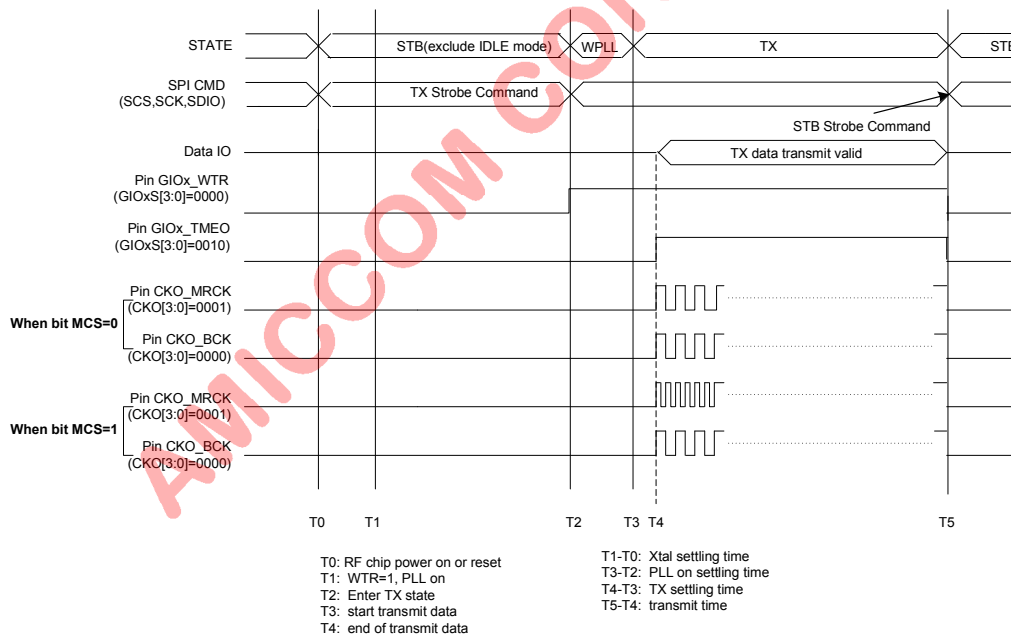 STATE
STB(exclude IDLE mode)
WPLL
TX
STB
SPI CMD
(SCS,SCK,SDIO)
TX Strobe Command
STB Strobe Command
Data IO
TX data transmit valid
Pin GIOx_WTR
(GIOxS[3:0]=0000)
Pin GIOx_TMEO
(GIOxS[3:0]=0010)
When bit MCS=0
Pin CKO_MRCK
(CKO[3:0]=0001)
Pin CKO_BCK
(CKO[3:0]=0000)
When bit MCS=1
Pin CKO_MRCK
(CKO[3:0]=0001)
Pin CKO_BCK
(CKO[3:0]=0000)
T0 T1 T2 T3 T4 T5
T0: RF chip power on or reset
T1: WTR=1, PLL on
T2: Enter TX state
T3: start transmit data
T4: end of transmit data
T1-T0: Xtal settling time
T3-T2: PLL on settling time
T4-T3: TX settling time
T5-T4: transmit time
AMICCOM